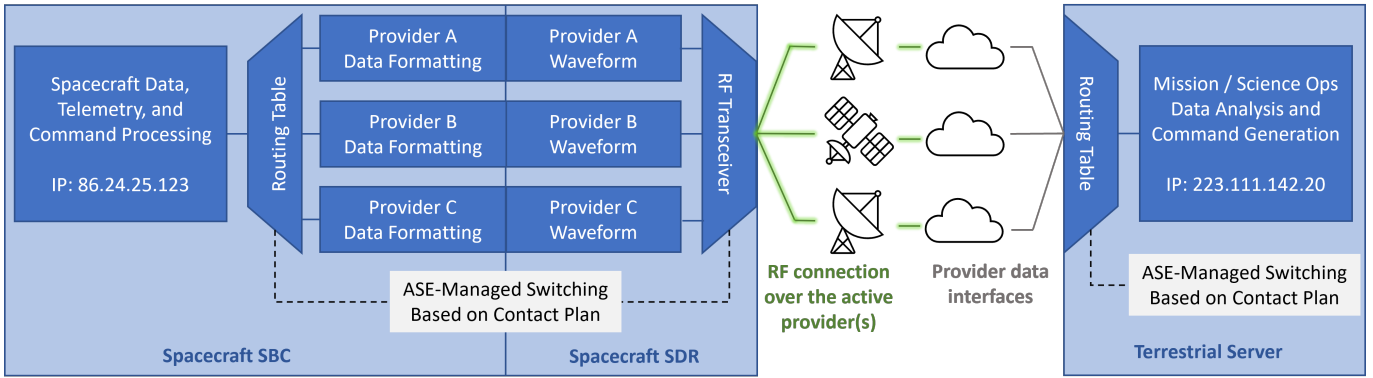 Spacecraft Data,
Telemetry, and
Command Processing
IP: 86.24.25.123
Routing Table
Provider A
Data Formatting
Provider A
Waveform
Provider B
Data Formatting
Provider B
Waveform
Provider C
Data Formatting
Provider C
Waveform
RF Transceiver
ASE-Managed Switching
Based on Contact Plan
Spacecraft SBC
Spacecraft SDR
RF connection
over the active
provider(s)
Provider data
interfaces
Routing Table
Mission / Science Ops
Data Analysis and
Command Generation
IP: 223.111.142.20
ASE-Managed Switching
Based on Contact Plan
Terrestrial Server